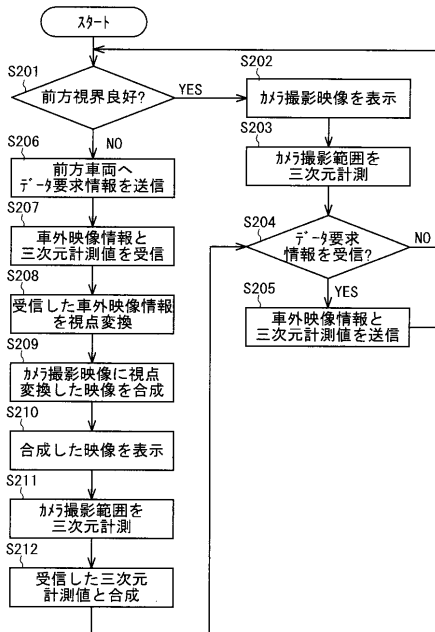 スタート
S201
前方視界良好?
YES
NO
S202
カメラ撮影映像を表示
S203
カメラ撮影範囲を
三次元計測
S204
データ要求
情報を受信?
NO
YES
S205
車外映像情報と
三次元計測値を送信
S206
前方車両へ
データ要求情報を送信
S207
車外映像情報と
三次元計測値を受信
S208
受信した車外映像情報
を視点変換
S209
カメラ撮影映像に視点
変換した映像を合成
S210
合成した映像を表示
S211
カメラ撮影範囲を
三次元計測
S212
受信した三次元
計測値と合成